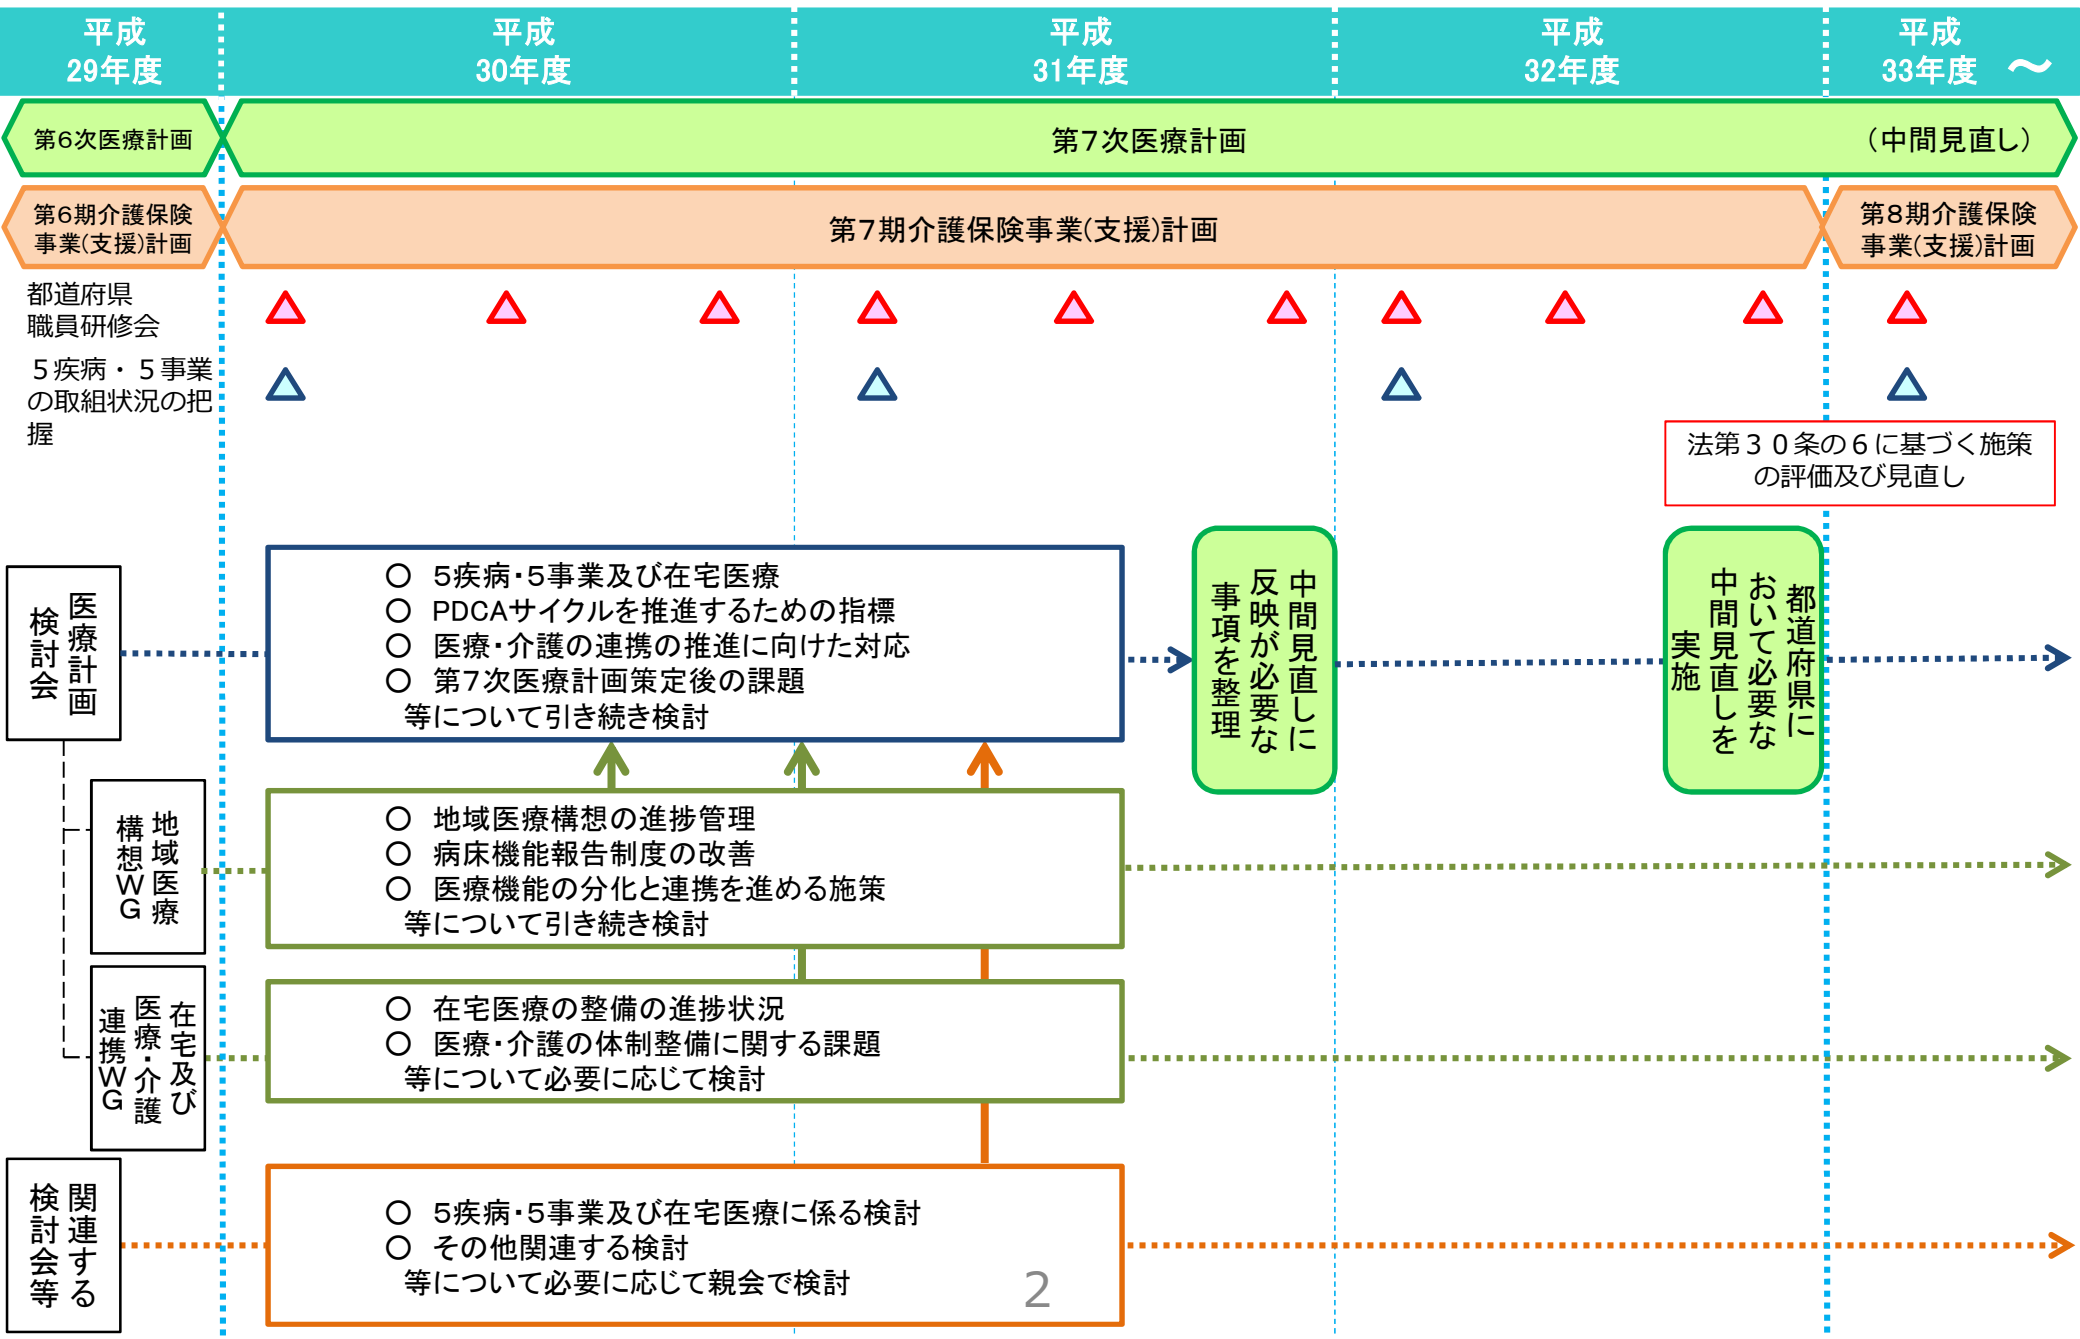 平成
29年度
平成
30年度
平成
31年度
平成
32年度
平成
33年度 ~
第6次医療計画
第7次医療計画
(中間見直し)
第6期介護保険
事業(支援)計画
第7期介護保険事業(支援)計画
第8期介護保険
事業(支援)計画
都道府県
職員研修会
5疾病・5事業
の取組状況の把
握
法第30条の6に基づく施策
の評価及び見直し
医療計画
検討会
○ 5疾病・5事業及び在宅医療
○ PDCAサイクルを推進するための指標
○ 医療・介護の連携の推進に向けた対応
○ 第7次医療計画策定後の課題
等について引き続き検討
中間見直しに
反映が必要な
事項を整理
都道府県に
おいて必要な
中間見直しを
実施
地域医療
構想WG
○ 地域医療構想の進捗管理
○ 病床機能報告制度の改善
○ 医療機能の分化と連携を進める施策
等について引き続き検討
在宅及び
医療・介護
連携WG
○ 在宅医療の整備の進捗状況
○ 医療・介護の体制整備に関する課題
等について必要に応じて検討
関連する
検討会等
○ 5疾病・5事業及び在宅医療に係る検討
○ その他関連する検討
等について必要に応じて親会で検討
2